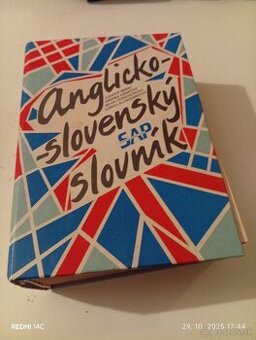 Anglicko-
-slovenský
SAP
slovník
REDMI 14C
29. 10. 2025 17:44